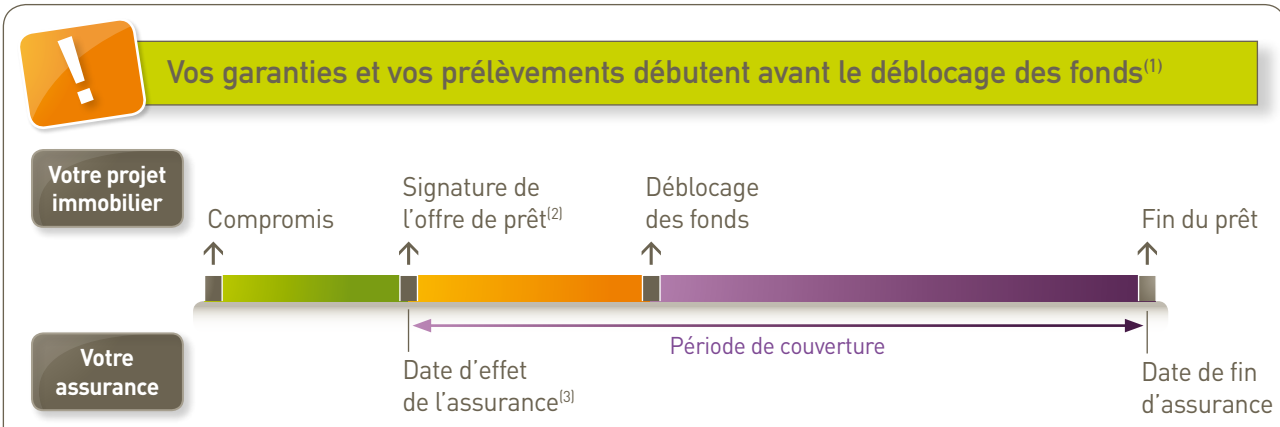 Vos garanties et vos prélèvements débutent avant le déblocage des fonds(1)
Votre projet
immobilier
Compromis
Signature de
l'offre de prêt(2)
Déblocage
des fonds
Fin du prêt
Période de couverture
Votre
assurance
Date d'effet
de l'assurance(3)
Date de fin
d'assurance